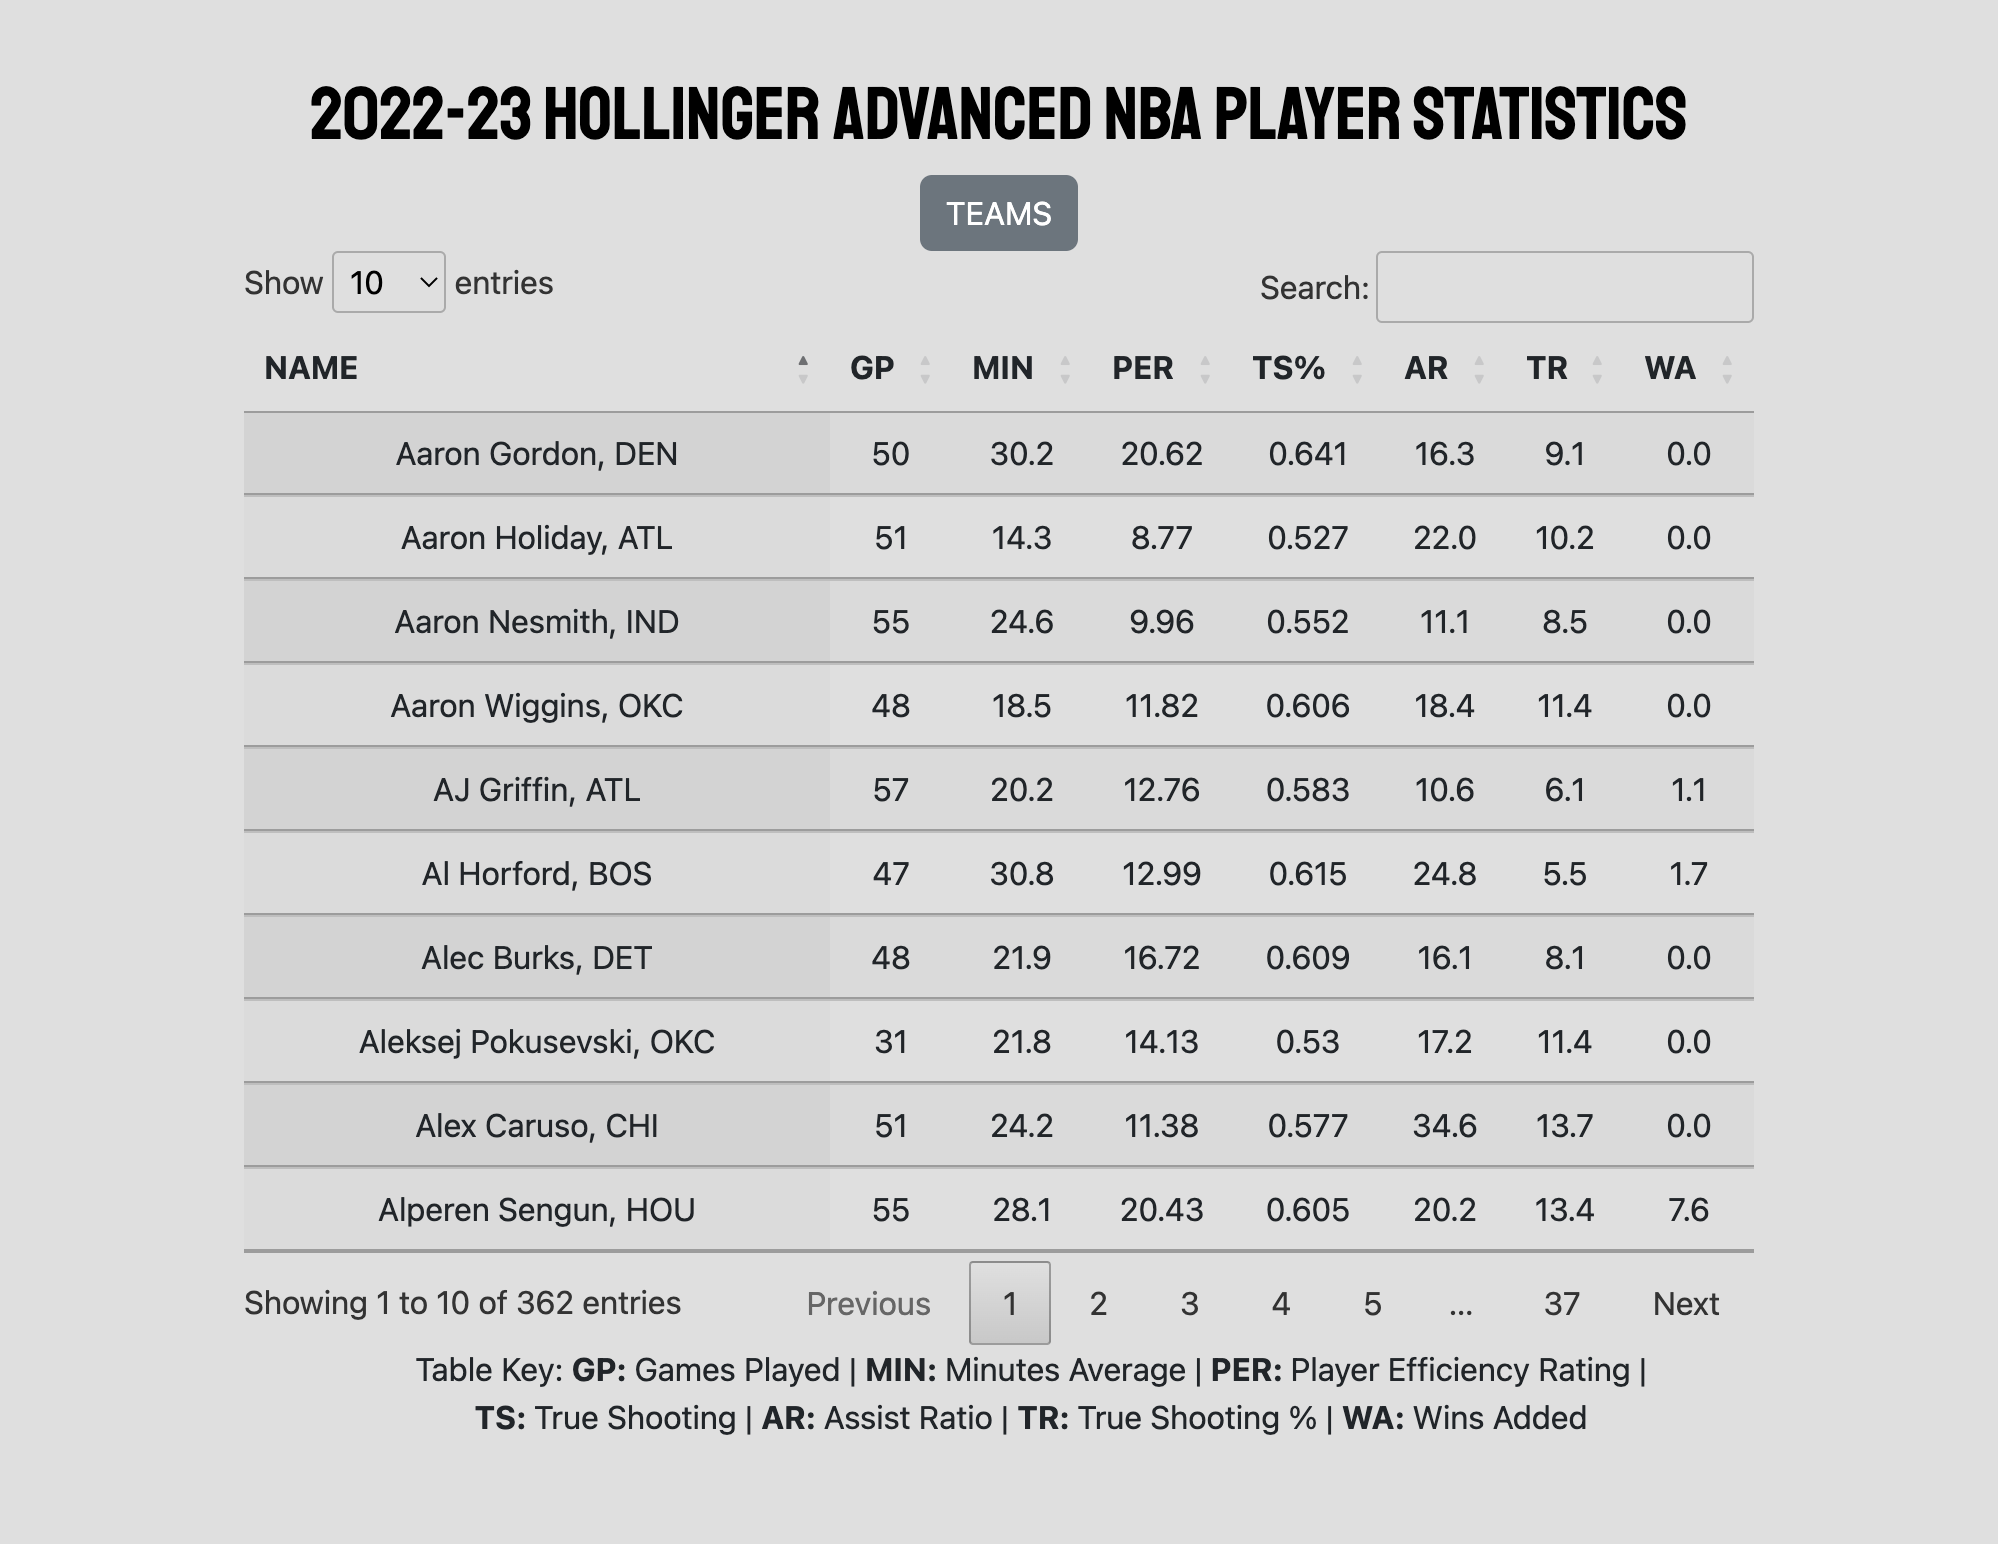 2022-23 HOLLINGER ADVANCED NBA PLAYER STATISTICS
TEAMS
Show 10 entries
Search:
NAME GP MIN PER TS% AR TR WA
Aaron Gordon, DEN 50 30.2 20.62 0.641 16.3 9.1 0.0
Aaron Holiday, ATL 51 14.3 8.77 0.527 22.0 10.2 0.0
Aaron Nesmith, IND 55 24.6 9.96 0.552 11.1 8.5 0.0
Aaron Wiggins, OKC 48 18.5 11.82 0.606 18.4 11.4 0.0
AJ Griffin, ATL 57 20.2 12.76 0.583 10.6 6.1 1.1
Al Horford, BOS 47 30.8 12.99 0.615 24.8 5.5 1.7
Alec Burks, DET 48 21.9 16.72 0.609 16.1 8.1 0.0
Aleksej Pokusevski, OKC 31 21.8 14.13 0.53 17.2 11.4 0.0
Alex Caruso, CHI 51 24.2 11.38 0.577 34.6 13.7 0.0
Alperen Sengun, HOU 55 28.1 20.43 0.605 20.2 13.4 7.6
Showing 1 to 10 of 362 entries
Previous 1 2 3 4 5 ... 37 Next
Table Key: GP: Games Played | MIN: Minutes Average | PER: Player Efficiency Rating |
TS: True Shooting | AR: Assist Ratio | TR: True Shooting % | WA: Wins Added